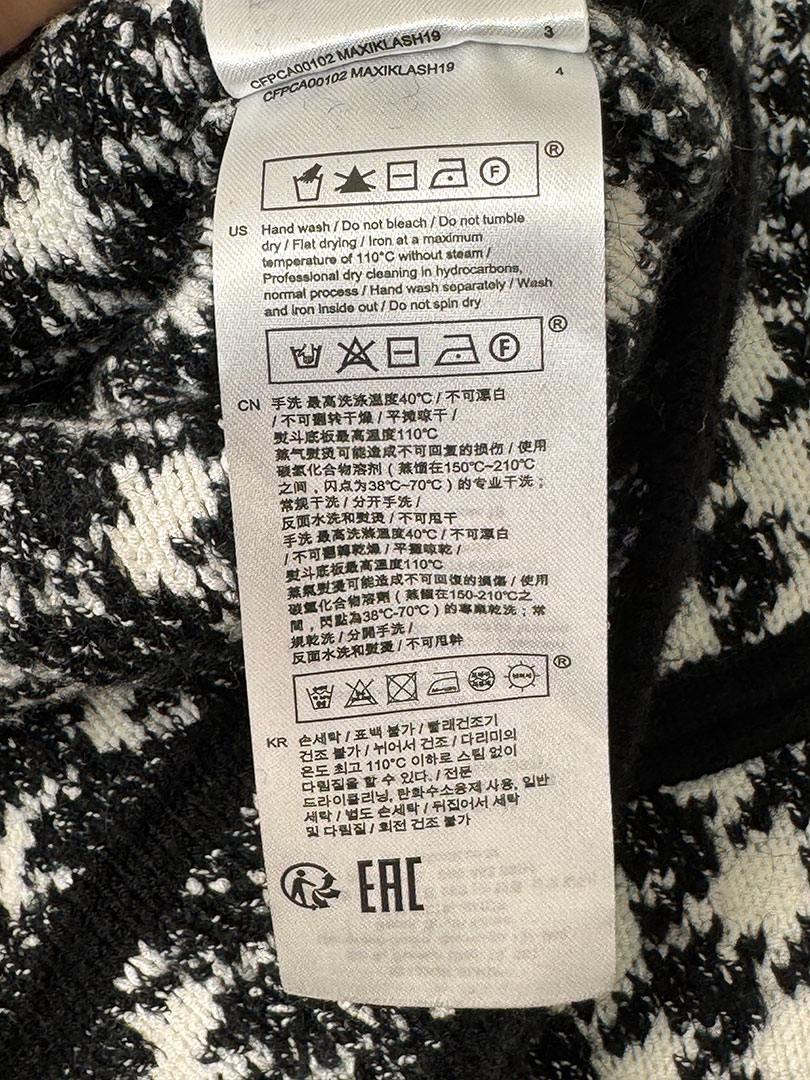 CFPCA00102 MAXIKLASH19 3
CFPCA00102 MAXIKLASH19 4
®
F
US Hand wash / Do not bleach / Do not tumble
dry / Flat drying / Iron at a maximum
temperature of 110°C without steam /
Professional dry cleaning in hydrocarbons,
normal process / Hand wash separately / Wash
and Iron inside out / Do not spin dry
®
F
CN 手洗 最高洗涤温度40℃ / 不可漂白
/ 不可翻转干燥 / 平摊晾干 /
熨斗底板最高温度110℃
蒸气熨烫可能造成不可回复的损伤 / 使用
碳氢化合物溶剂 ( 蒸馏在150℃~210℃
之间 , 闪点为38℃~70℃ ) 的专业干洗 ;
常规干洗 / 分开手洗 /
反面水洗和熨烫 / 不可甩干
手洗 最高洗滌溫度40℃ / 不可漂白
/ 不可翻轉乾燥 / 平攤晾乾 /
熨斗底板最高溫度110℃
蒸氣熨燙可能造成不可回復的損傷 / 使用
碳氫化合物溶劑 ( 蒸餾在150-210℃之
間 , 閃點為38℃-70℃ ) 的專業乾洗 ; 常
規乾洗 / 分開手洗 /
反面水洗和熨燙 / 不可甩幹
®
KR 손세탁 / 표백 불가 / 빨래건조기
건조 불가 / 뉘어서 건조 / 다리미의
온도 최고 110°C 이하로 스팀 없이
다림질을 할 수 있다. / 전문
드라이클리닝, 탄화수소용제 사용, 일반
세탁 / 별도 손세탁 / 뒤집어서 세탁
및 다림질 / 회전 건조 불가
EAC